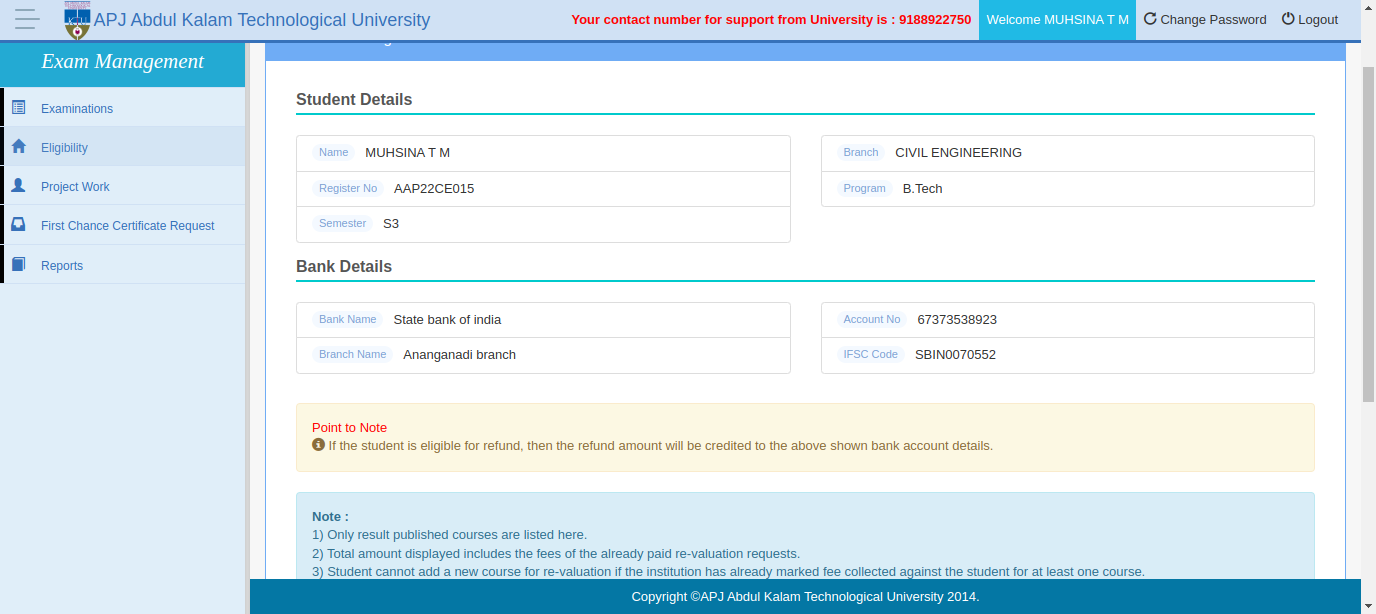 APJ Abdul Kalam Technological University
Your contact number for support from University is : 9188922750
Welcome MUHSINA T M
Change Password
Logout
Exam Management
Examinations
Eligibility
Project Work
First Chance Certificate Request
Reports
Student Details
Name MUHSINA T M
Register No AAP22CE015
Semester S3
Branch CIVIL ENGINEERING
Program B.Tech
Bank Details
Bank Name State bank of india
Branch Name Ananganadi branch
Account No 67373538923
IFSC Code SBIN0070552
Point to Note
If the student is eligible for refund, then the refund amount will be credited to the above shown bank account details.
Note :
1) Only result published courses are listed here.
2) Total amount displayed includes the fees of the already paid re-valuation requests.
3) Student cannot add a new course for re-valuation if the institution has already marked fee collected against the student for at least one course.
Copyright ©APJ Abdul Kalam Technological University 2014.